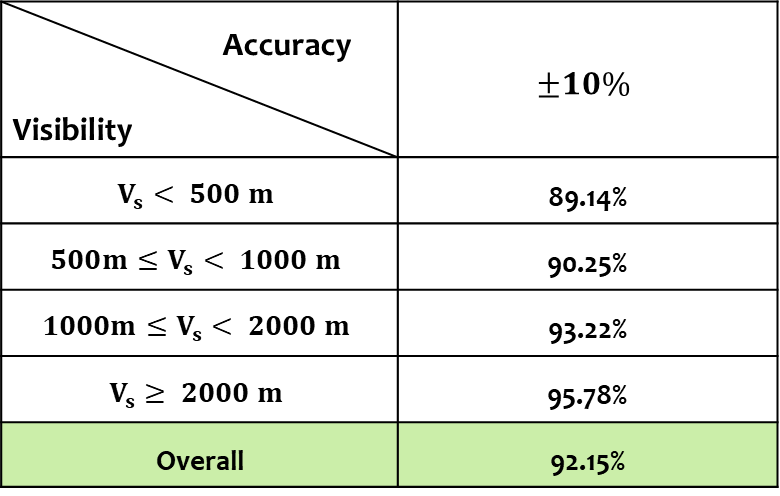 Accuracy
±10%
Visibility
Vs < 500 m
89.14%
500m ≤ Vs < 1000 m
90.25%
1000m ≤ Vs < 2000 m
93.22%
Vs ≥ 2000 m
95.78%
Overall
92.15%